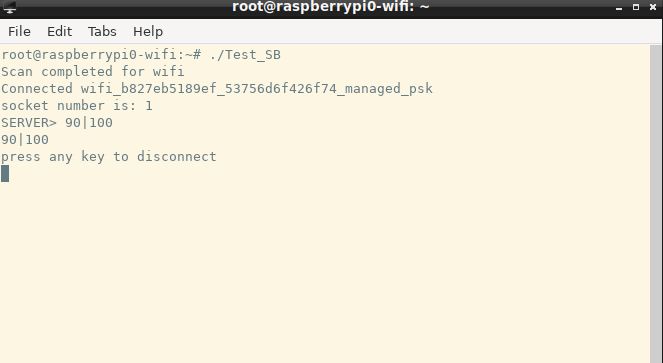 root@raspberrypi0-wifi: ~
File Edit Tabs Help
root@raspberrypi0-wifi:~# ./Test_SB
Scan completed for wifi
Connected wifi_b827eb5189ef_53756d6f426f74_managed_psk
socket number is: 1
SERVER> 90|100
90|100
press any key to disconnect